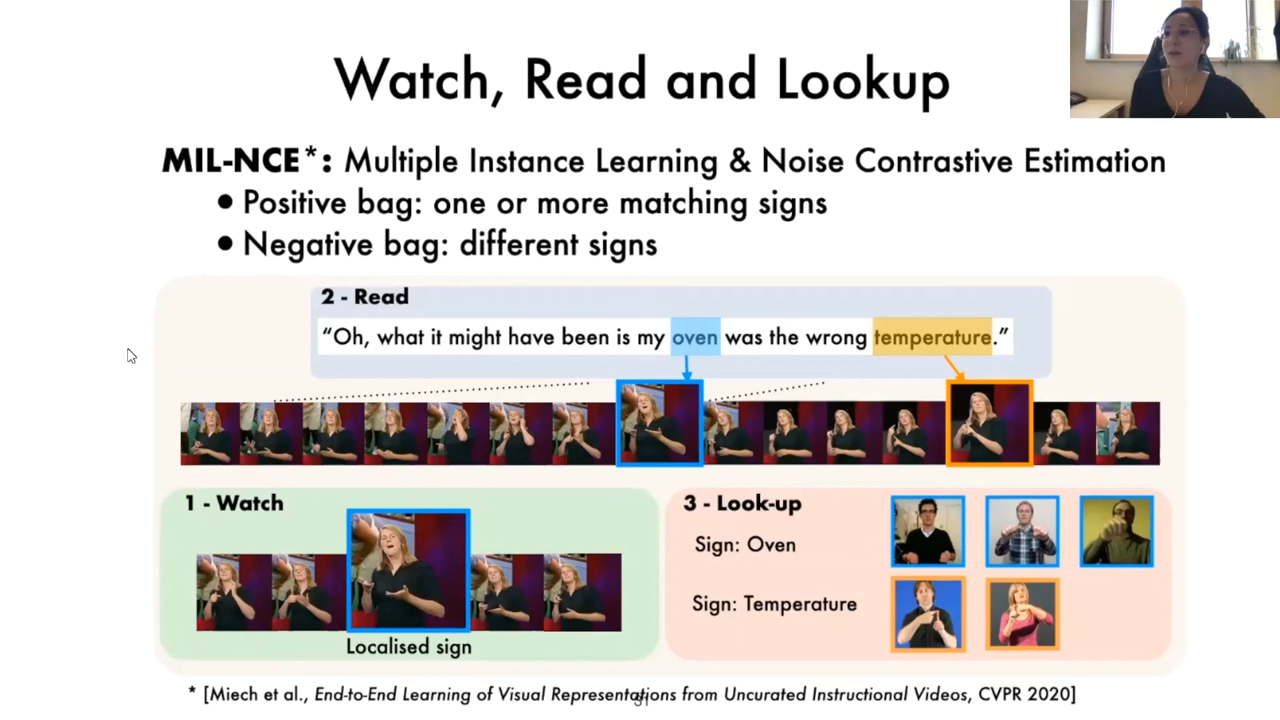 Watch, Read and Lookup
MIL-NCE*: Multiple Instance Learning & Noise Contrastive Estimation
• Positive bag: one or more matching signs
• Negative bag: different signs
2 - Read
“Oh, what it might have been is my oven was the wrong temperature.”
1 - Watch
Localised sign
3 - Look-up
Sign: Oven
Sign: Temperature
* [Miech et al., End-to-End Learning of Visual Representations from Uncurated Instructional Videos, CVPR 2020]